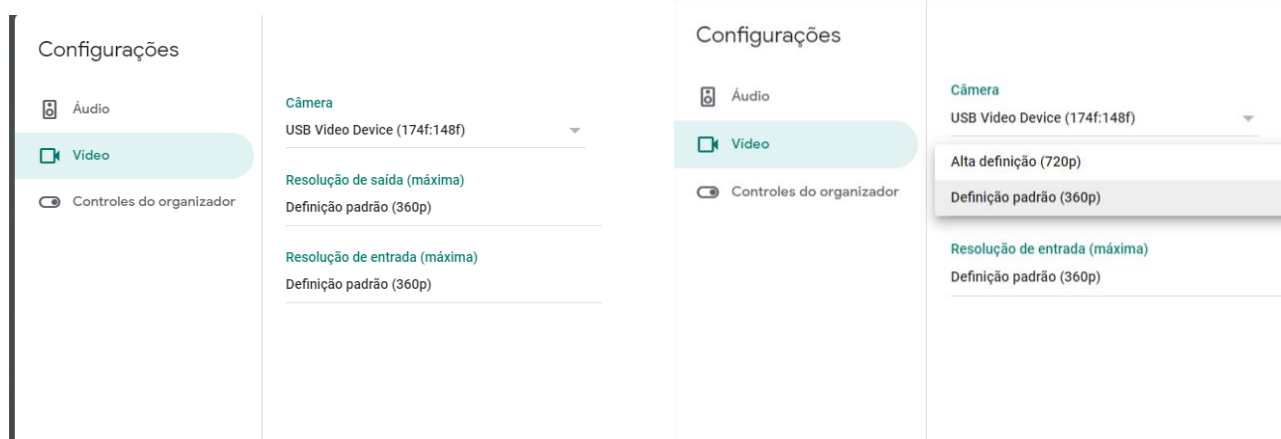 Configurações
Áudio
Vídeo
Controles do organizador
Câmera
USB Video Device (174f:148f)
Resolução de saída (máxima)
Definição padrão (360p)
Resolução de entrada (máxima)
Definição padrão (360p)
Configurações
Áudio
Vídeo
Controles do organizador
Câmera
USB Video Device (174f:148f)
Alta definição (720p)
Definição padrão (360p)
Resolução de entrada (máxima)
Definição padrão (360p)